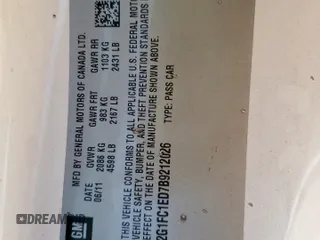 GM
MFD BY GENERAL MOTORS OF CANADA LTD.
DATE GVWR GAWR FRT GAWR RR
06/11 2086 KG 983 KG 1103 KG
4598 LB 2167 LB 2431 LB
THIS VEHICLE CONFORMS TO ALL APPLICABLE U.S. FEDERAL MOTOR
VEHICLE SAFETY, BUMPER, AND THEFT PREVENTION STANDARDS
IN EFFECT ON THE DATE OF MANUFACTURE SHOWN ABOVE.
2G1FC1ED7B9212626 TYPE: PASS CAR
DREAMBID